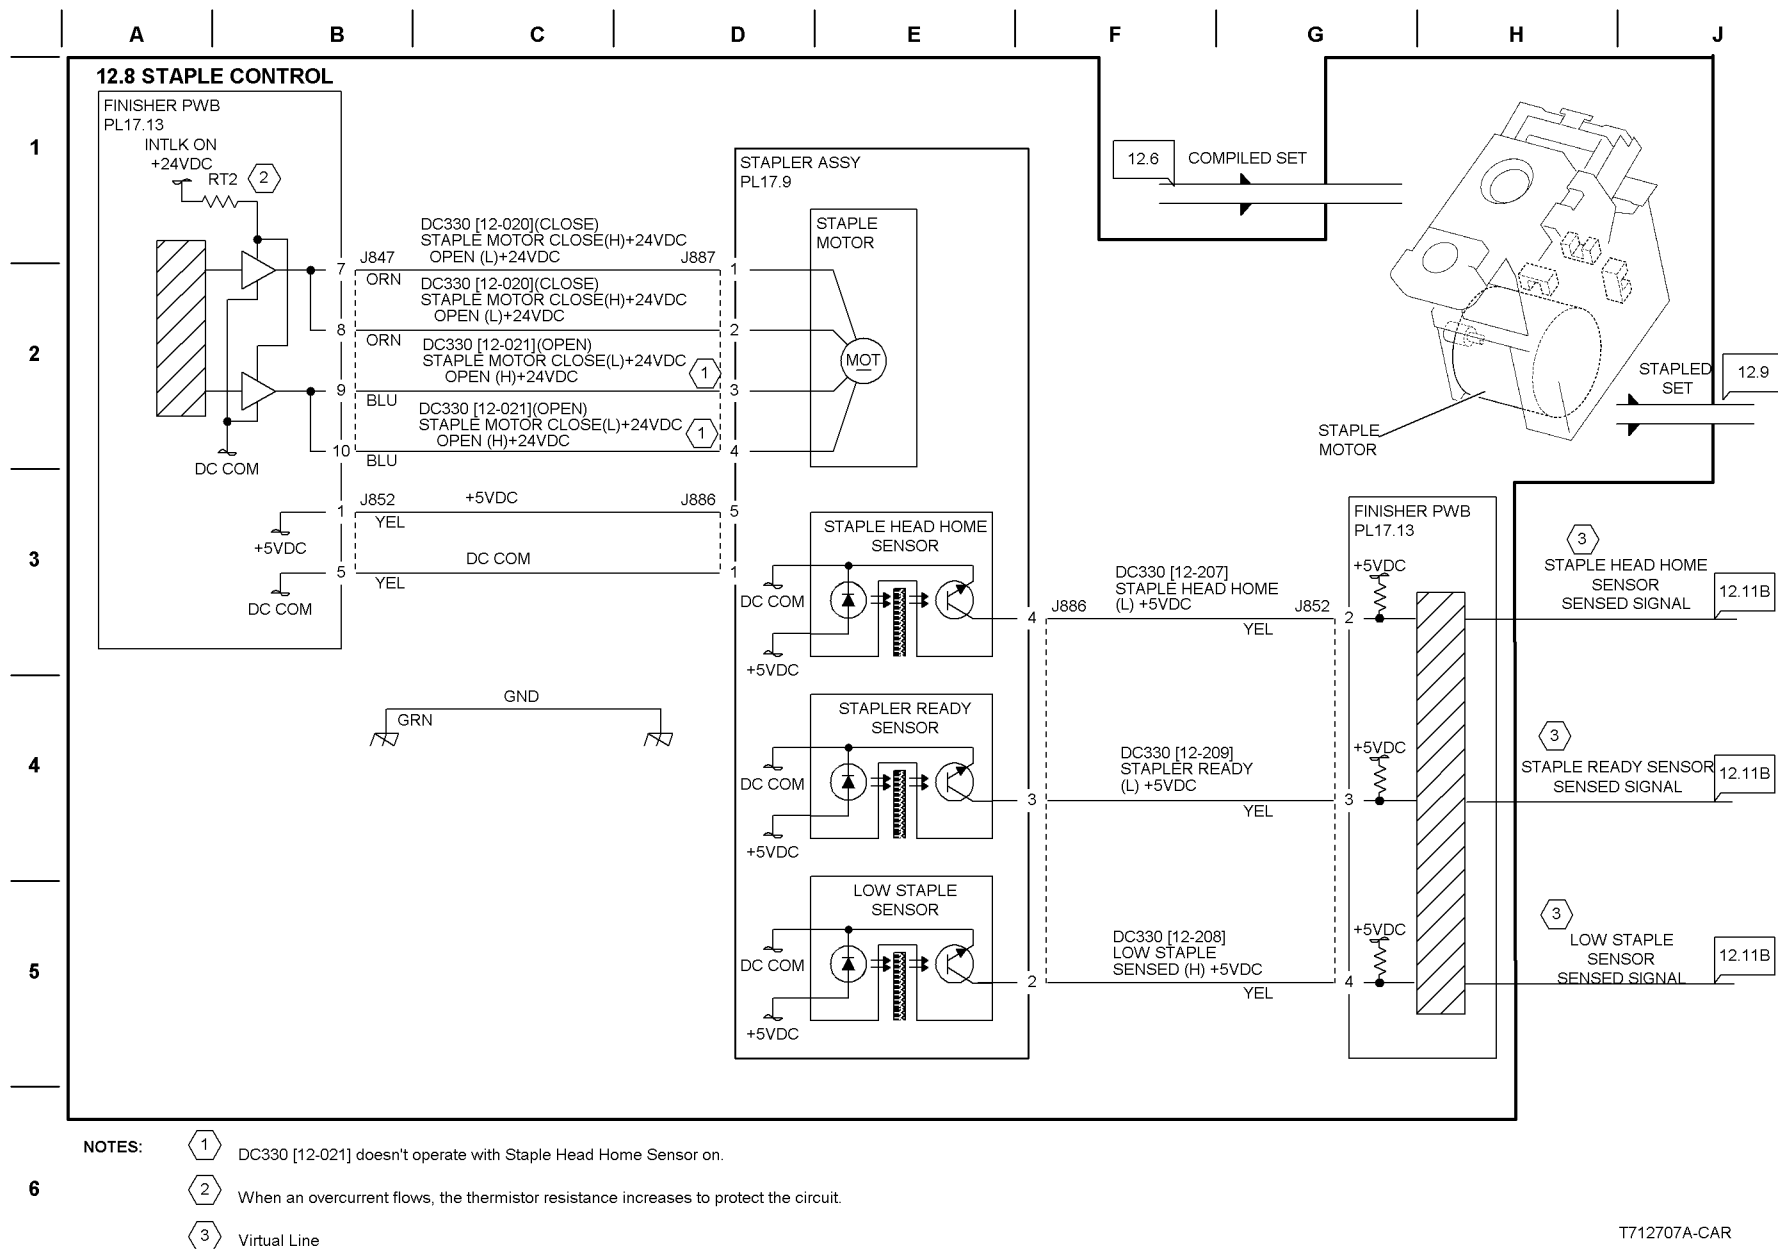 A B C D E F G H J
12.8 STAPLE CONTROL
FINISHER PWB
PL17.13
INTLK ON
+24VDC
RT2
2
1
STAPLER ASSY
PL17.9
STAPLE
MOTOR
12.6
COMPILED SET
DC330 [12-020](CLOSE)
STAPLE MOTOR CLOSE(H)+24VDC
OPEN (L)+24VDC
7
J847
ORN
J887
1
DC330 [12-020](CLOSE)
STAPLE MOTOR CLOSE(H)+24VDC
OPEN (L)+24VDC
8
ORN
2
2
DC330 [12-021](OPEN)
STAPLE MOTOR CLOSE(L)+24VDC
OPEN (H)+24VDC
1
9
BLU
3
MOT
DC330 [12-021](OPEN)
STAPLE MOTOR CLOSE(L)+24VDC
OPEN (H)+24VDC
1
10
BLU
4
DC COM
STAPLED
SET
12.9
STAPLE
MOTOR
3
1
J852
YEL
+5VDC
J886
5
+5VDC
5
YEL
DC COM
1
DC COM
STAPLE HEAD HOME
SENSOR
DC COM
+5VDC
4
J886
DC330 [12-207]
STAPLE HEAD HOME
(L) +5VDC
YEL
J852
2
FINISHER PWB
PL17.13
+5VDC
3
STAPLE HEAD HOME
SENSOR
SENSED SIGNAL
12.11B
4
GND
GRN
STAPLER READY
SENSOR
DC COM
+5VDC
3
DC330 [12-209]
STAPLER READY
(L) +5VDC
YEL
3
+5VDC
3
STAPLE READY SENSOR
SENSED SIGNAL
12.11B
5
LOW STAPLE
SENSOR
DC COM
+5VDC
2
DC330 [12-208]
LOW STAPLE
SENSED (H) +5VDC
YEL
4
+5VDC
3
LOW STAPLE
SENSOR
SENSED SIGNAL
12.11B
6
NOTES:
1 DC330 [12-021] doesn't operate with Staple Head Home Sensor on.
2 When an overcurrent flows, the thermistor resistance increases to protect the circuit.
3 Virtual Line
T712707A-CAR